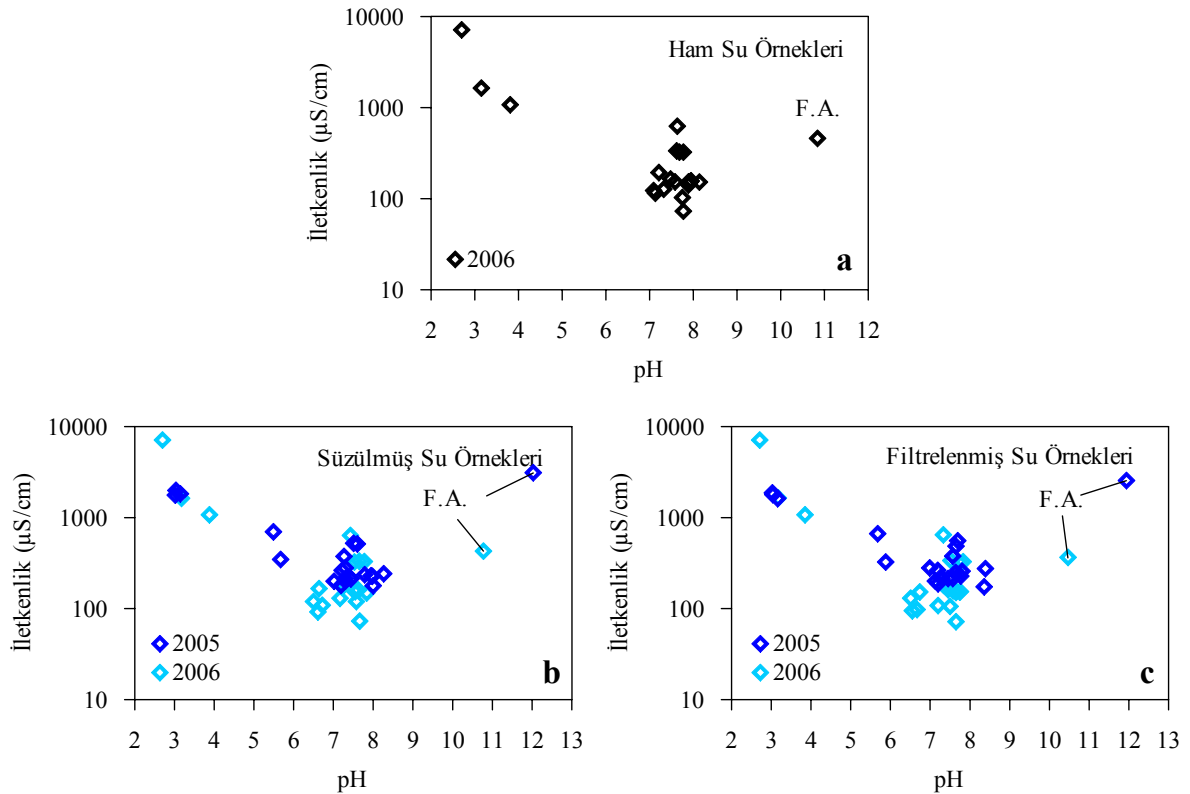 10000
1000
100
10
İletkenlik (µS/cm)
Ham Su Örnekleri
F.A.
2006
a
2 3 4 5 6 7 8 9 10 11 12
pH
10000
1000
100
10
İletkenlik (µS/cm)
Süzülmüş Su Örnekleri
F.A.
2005
2006
b
2 3 4 5 6 7 8 9 10 11 12 13
pH
10000
1000
100
10
İletkenlik (µS/cm)
Filtrelenmiş Su Örnekleri
F.A.
2005
2006
c
2 3 4 5 6 7 8 9 10 11 12 13
pH